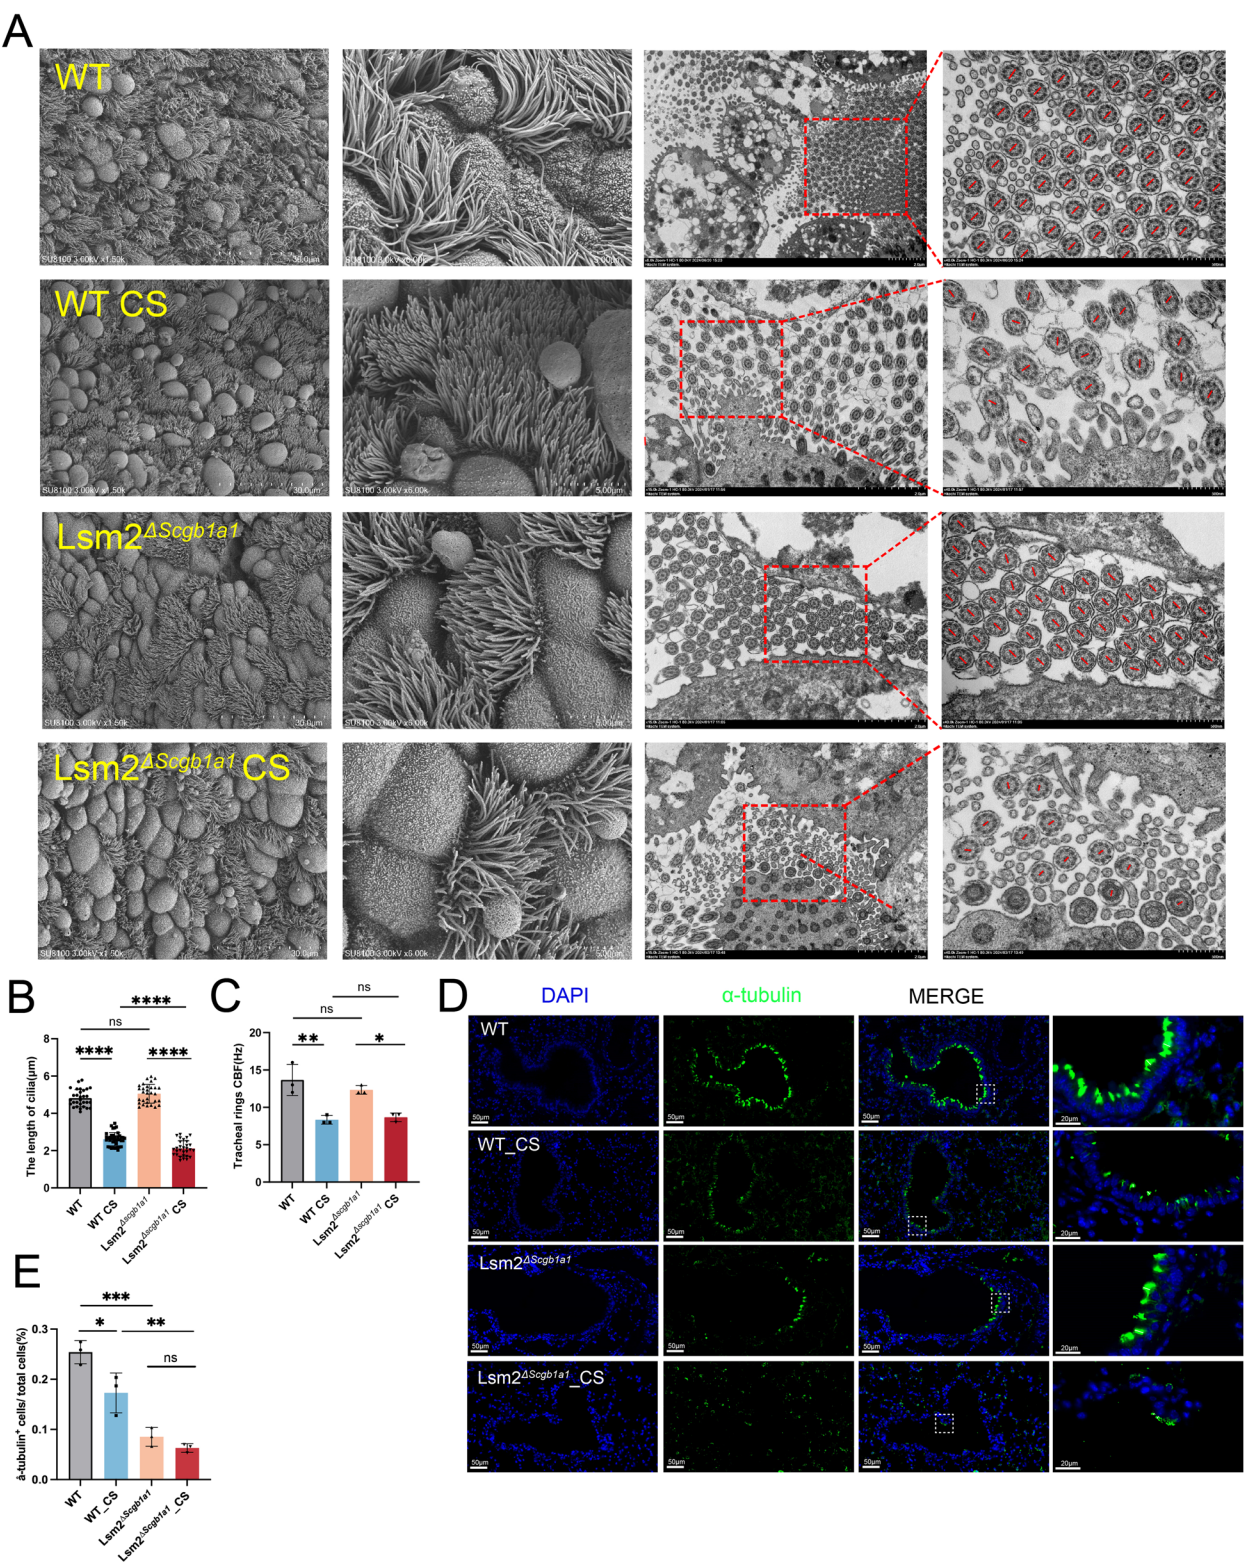 A
WT
SU8100 3.00kV x1.50k 30.0μm
SU8100 3.00kV x6.00k 5.00μm
WT CS
SU8100 3.00kV x1.50k 30.0μm
SU8100 3.00kV x6.00k 5.00μm
Lsm2ΔScgb1a1
SU8100 3.00kV x1.50k 30.0μm
SU8100 3.00kV x6.00k 5.00μm
Lsm2ΔScgb1a1 CS
SU8100 3.00kV x1.50k 30.0μm
SU8100 3.00kV x6.00k 5.00μm
B
****
ns
**** ****
The length of cilia(μm)
8
6
4
2
0
WT
WT CS
Lsm2Δscgb1a1
Lsm2Δscgb1a1 CS
C
ns
ns
** *
Tracheal rings CBF(Hz)
20
15
10
5
0
WT
WT CS
Lsm2Δscgb1a1
Lsm2Δscgb1a1 CS
D
DAPI α-tubulin MERGE
WT
50μm 50μm 50μm 20μm
WT_CS
50μm 50μm 50μm 20μm
Lsm2ΔScgb1a1
50μm 50μm 50μm 20μm
Lsm2ΔScgb1a1_CS
50μm 50μm 50μm 20μm
E
***
* **
ns
â-tubulin+ cells/ total cells(%)
0.3
0.2
0.1
0.0
WT
WT_CS
Lsm2ΔScgb1a1
Lsm2ΔScgb1a1_CS